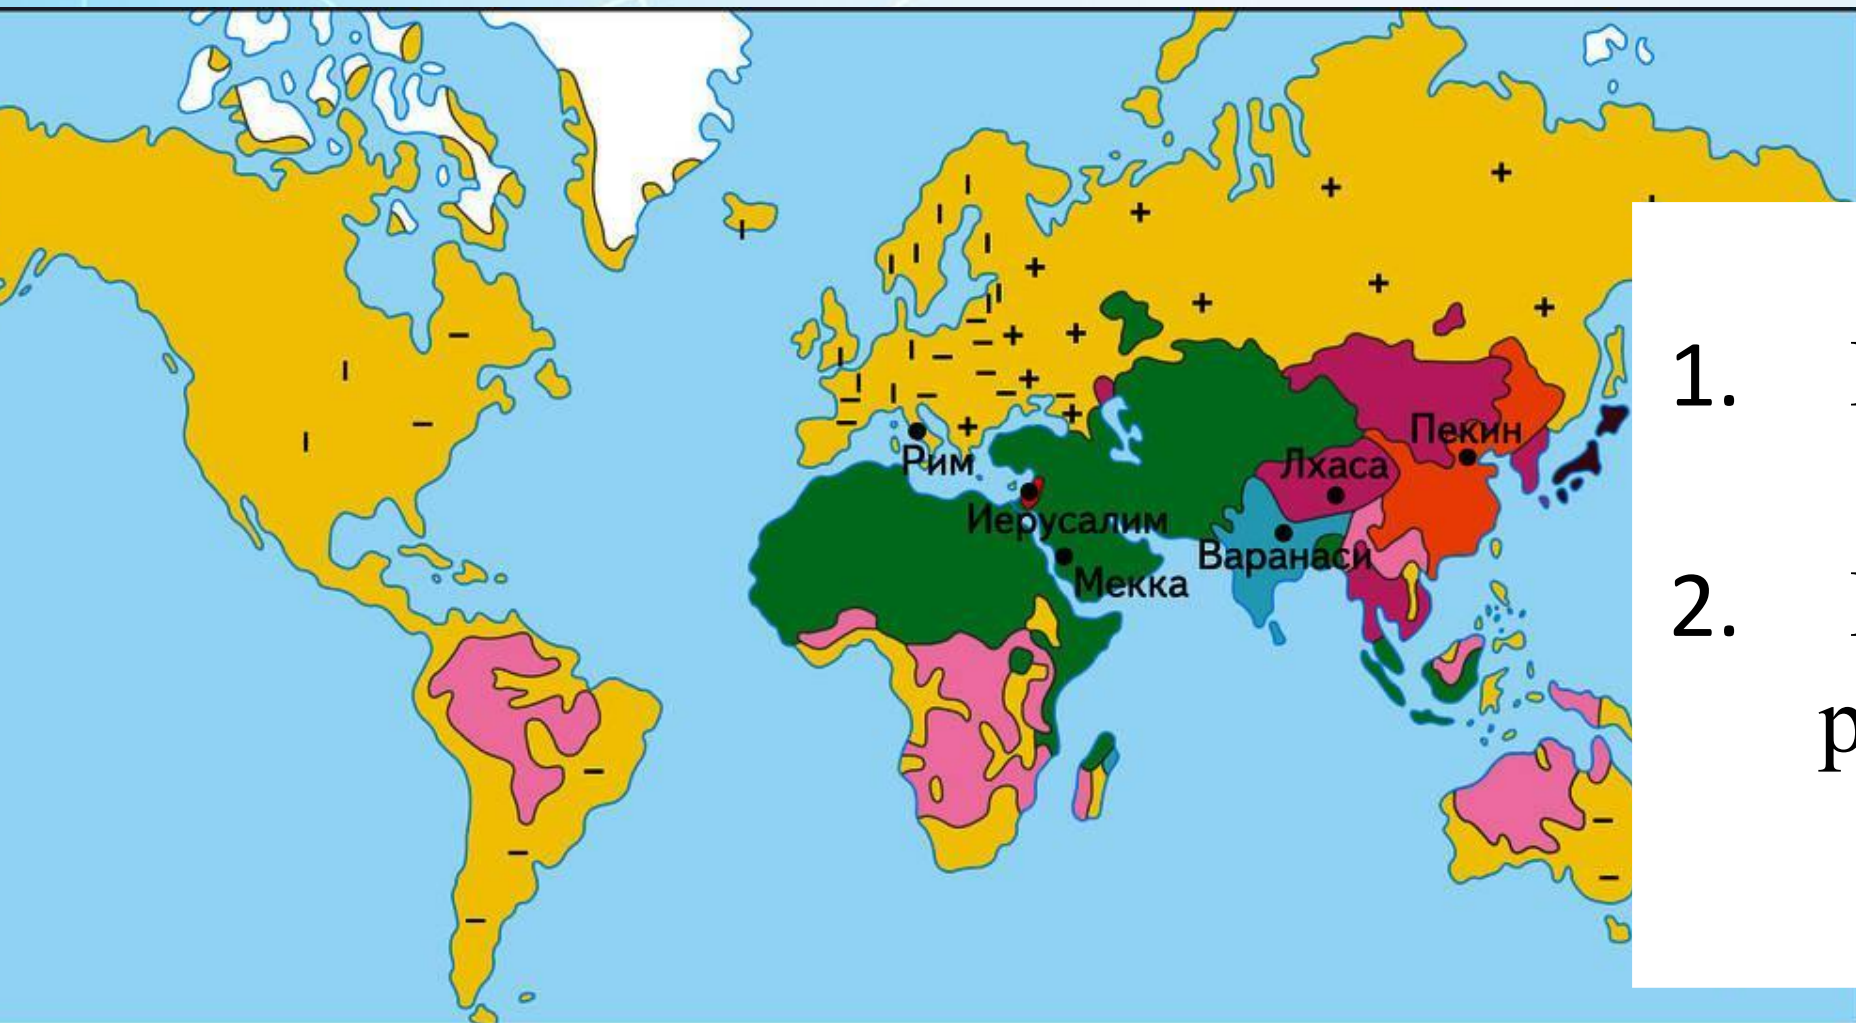 Пекин
Лхаса
Рим
Иерусалим
Варанаси
Мекка
1.
2.
р